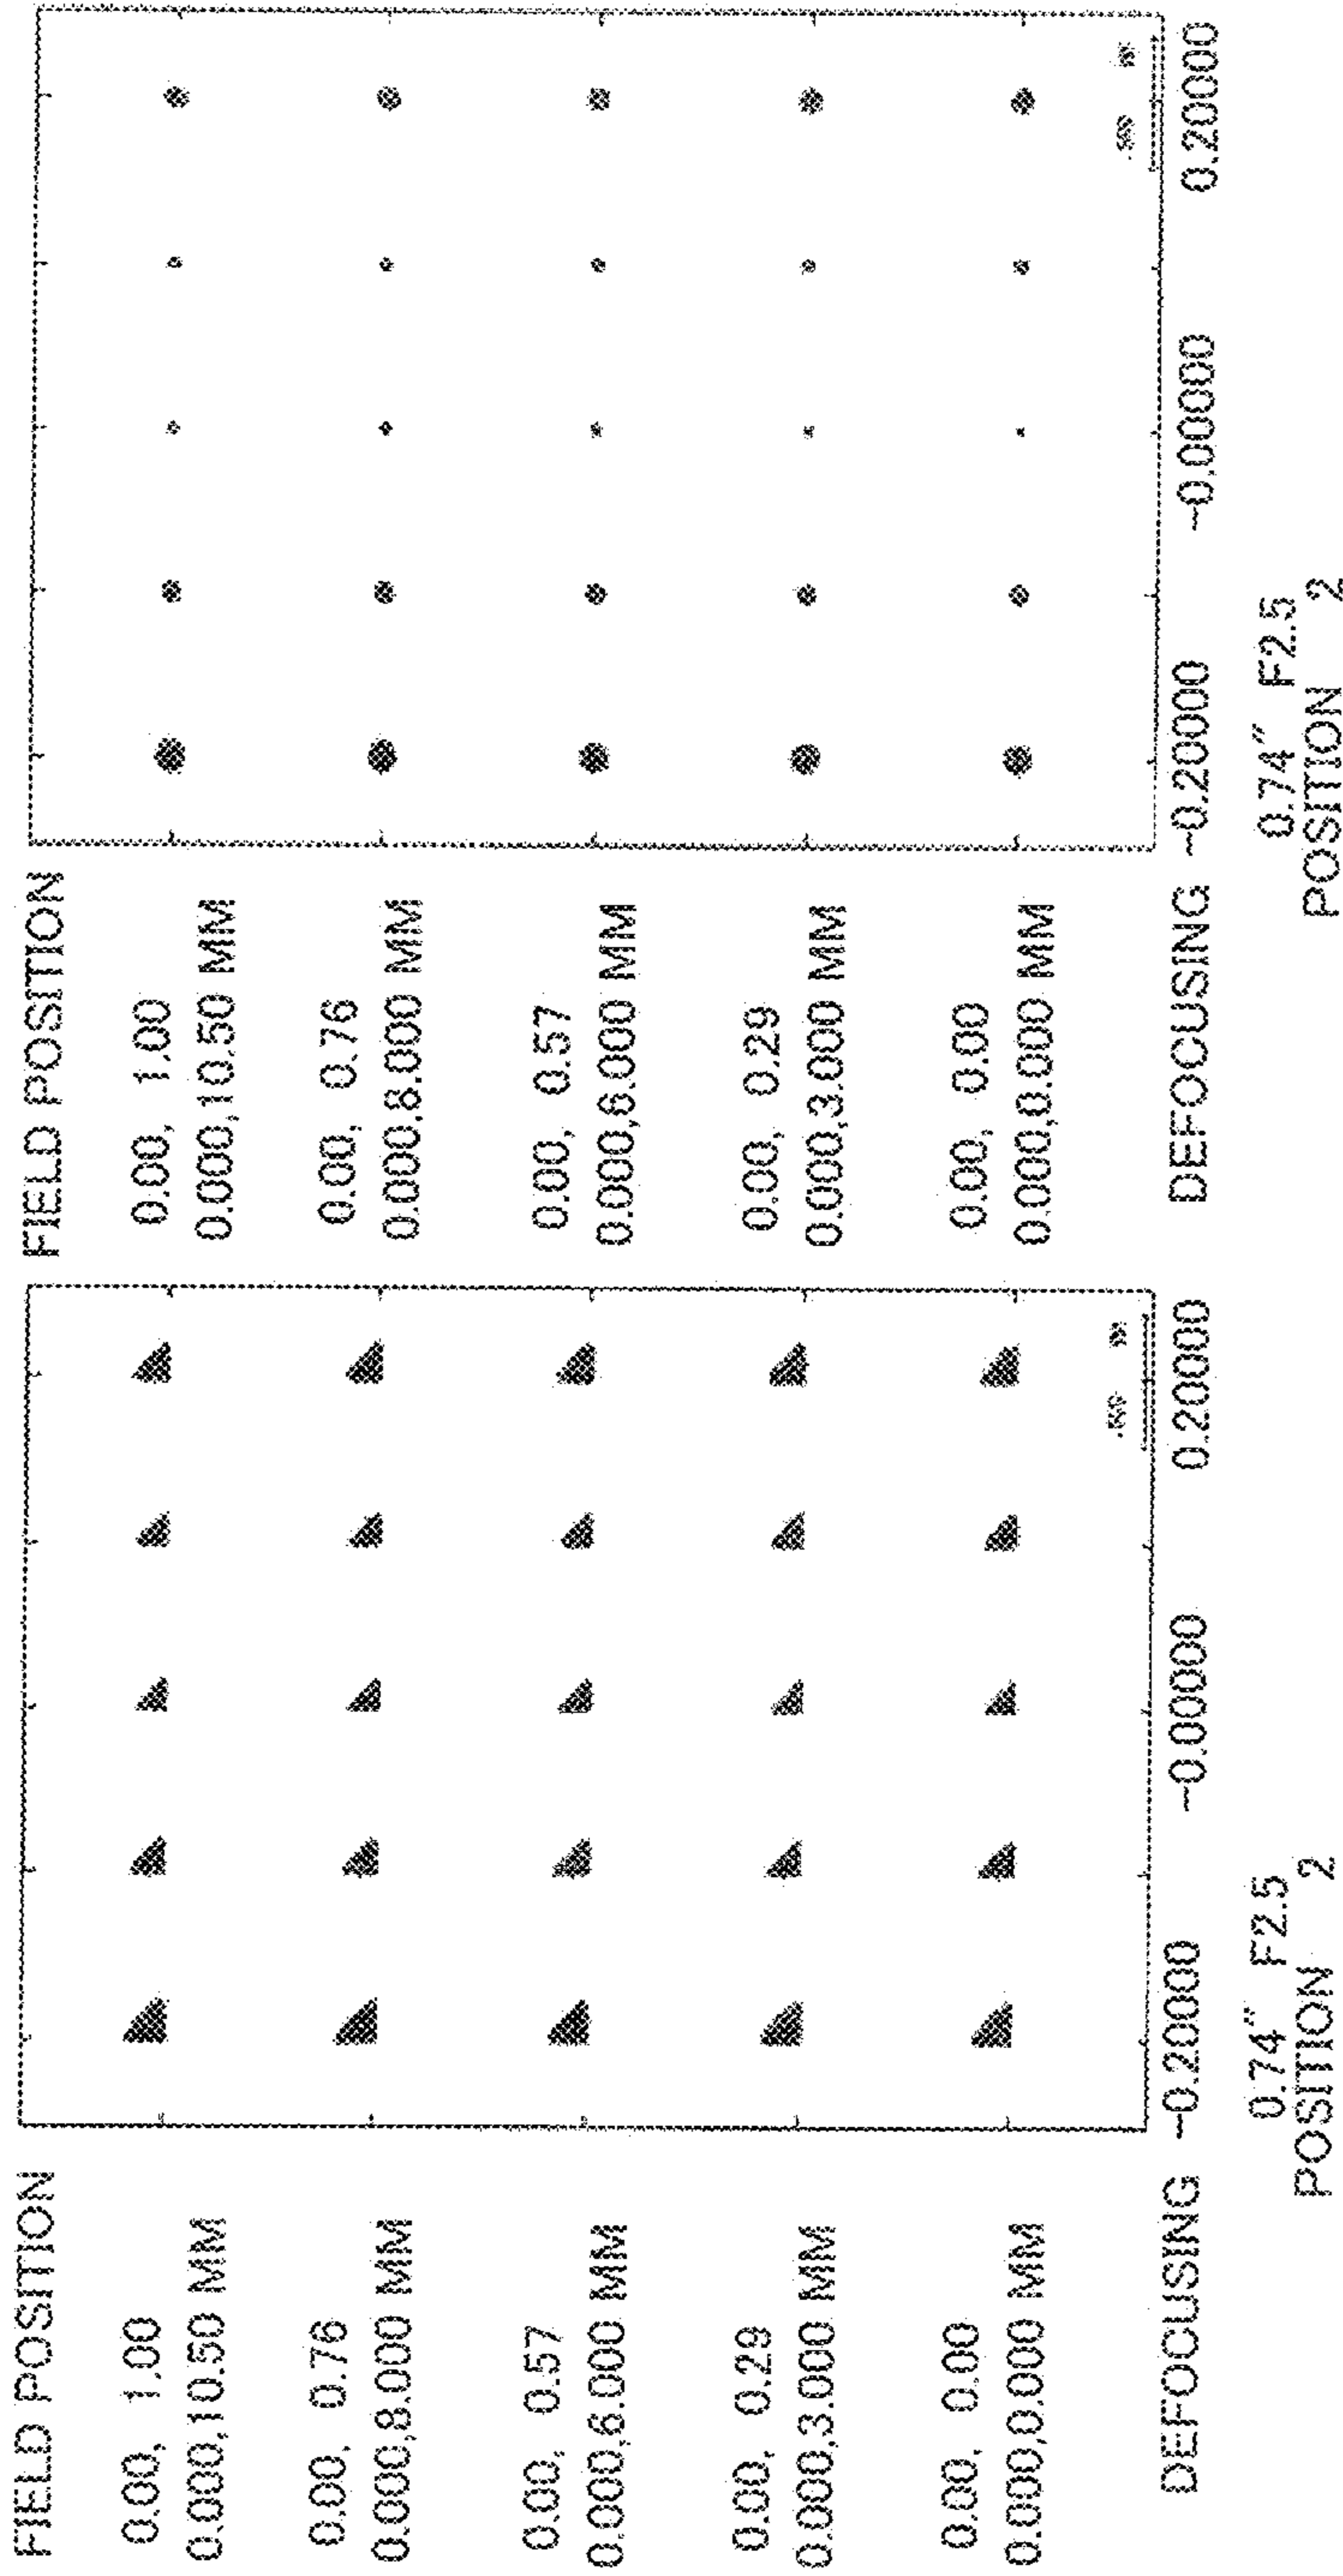 FIELD POSITION
0.00, 1.00
0.000,10.50 MM
0.00, 0.76
0.000,8.000 MM
0.00, 0.57
0.000,6.000 MM
0.00, 0.29
0.000,3.000 MM
0.00, 0.00
0.000,0.000 MM
DEFOCUSING -0.20000 -0.00000 0.20000
0.74″ F2.5
POSITION 2
FIELD POSITION
0.00, 1.00
0.000,10.50 MM
0.00, 0.76
0.000,8.000 MM
0.00, 0.57
0.000,6.000 MM
0.00, 0.29
0.000,3.000 MM
0.00, 0.00
0.000,0.000 MM
DEFOCUSING -0.20000 -0.00000 0.20000
0.74″ F2.5
POSITION 2